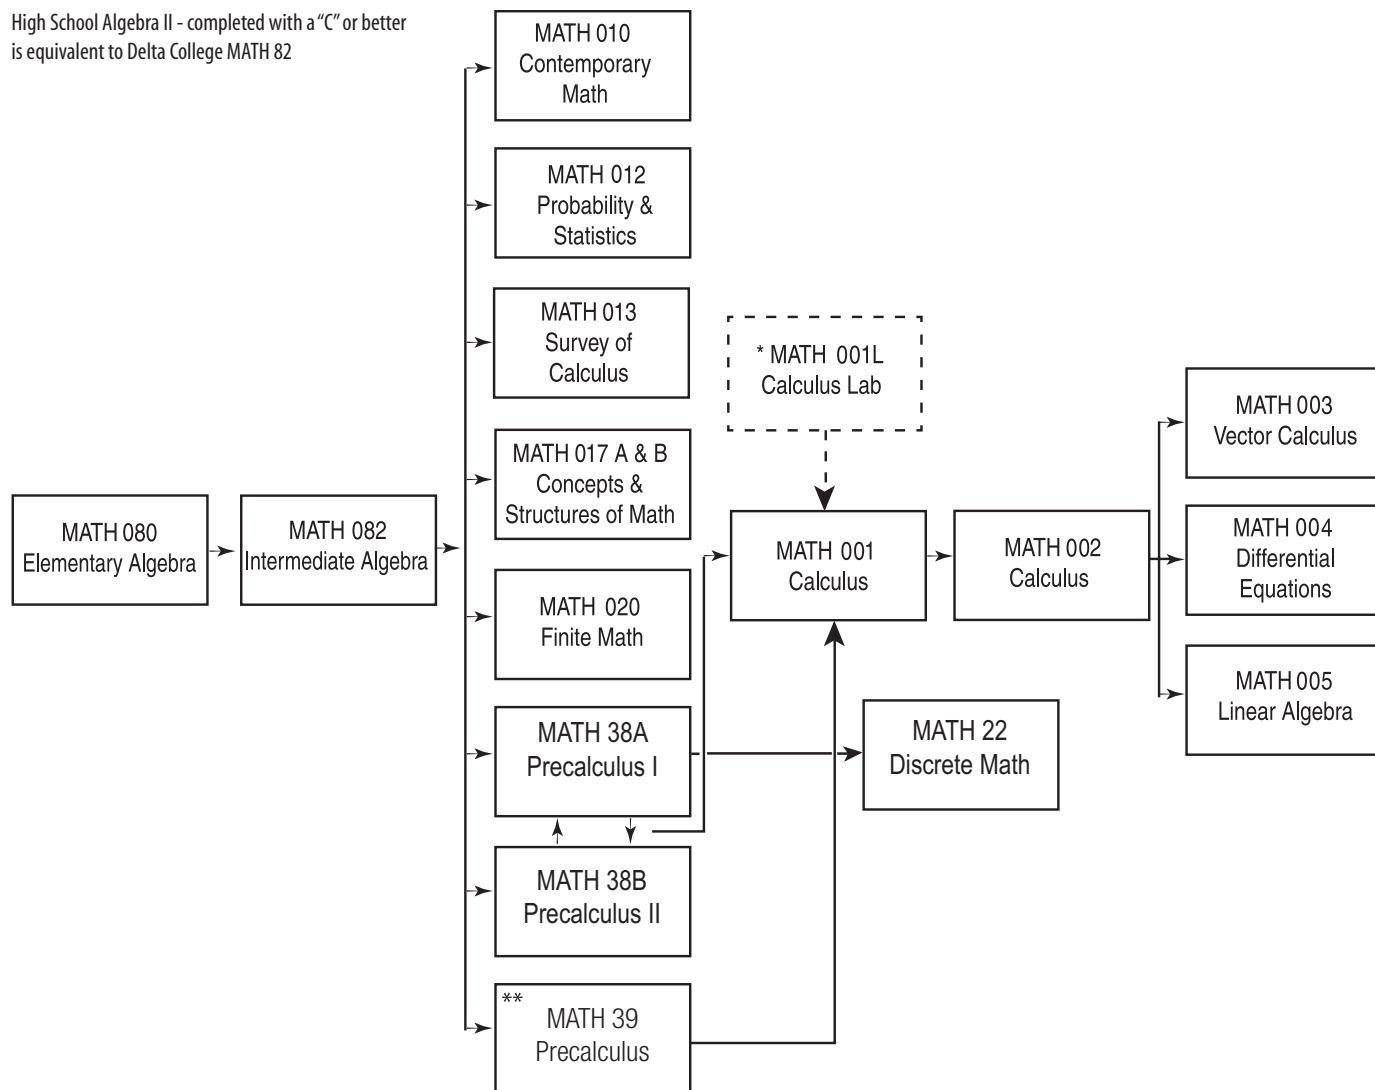 High School Algebra II - completed with a “C” or better
is equivalent to Delta College MATH 82
MATH 010
Contemporary
Math
MATH 012
Probability &
Statistics
MATH 013
Survey of
Calculus
* MATH 001L
Calculus Lab
MATH 003
Vector Calculus
MATH 017 A & B
Concepts &
Structures of Math
MATH 080
Elementary Algebra
MATH 082
Intermediate Algebra
MATH 001
Calculus
MATH 002
Calculus
MATH 004
Differential
Equations
MATH 020
Finite Math
MATH 005
Linear Algebra
MATH 38A
Precalculus I
MATH 22
Discrete Math
MATH 38B
Precalculus II
**
MATH 39
Precalculus